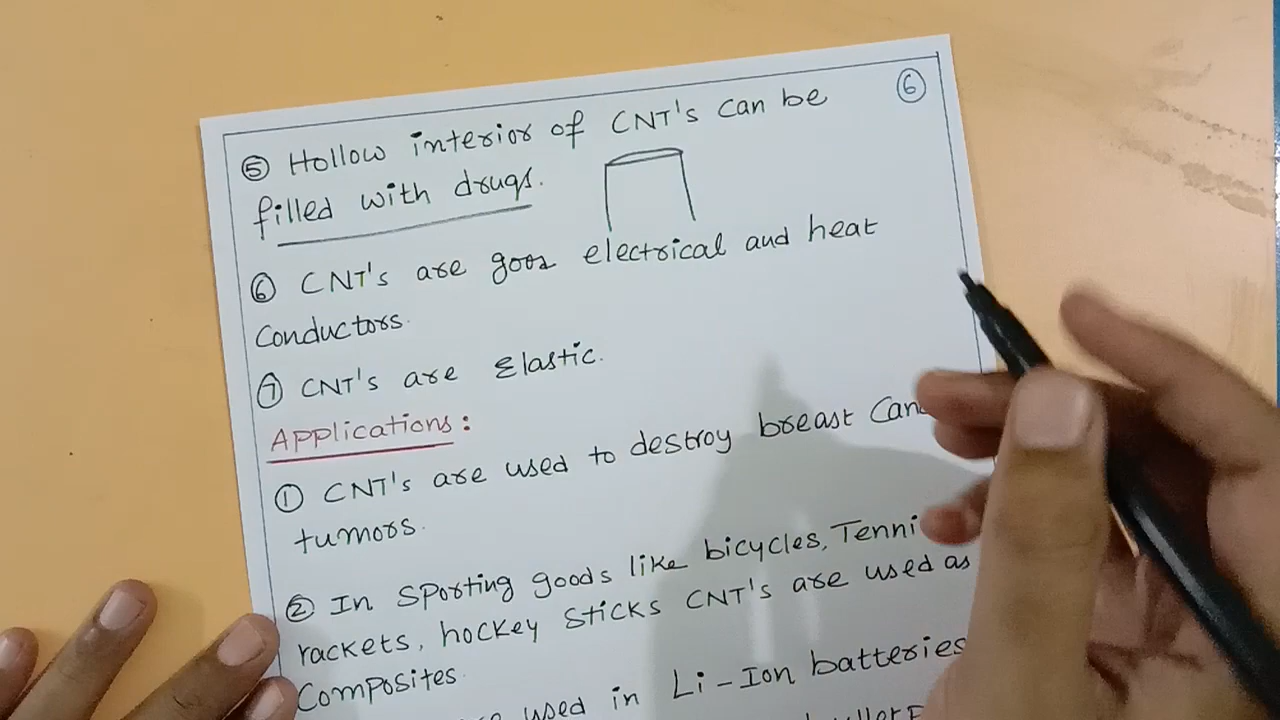 ⑥
⑤ Hollow interior of CNT's can be
filled with drugs.
⑥ CNT's are good electrical and heat
conductors.
⑦ CNT's are Elastic.
Applications:
① CNT's are used to destroy breast
tumors.
② In sporting goods like bicycles, Tenni
rackets, hockey sticks CNT's are used as
Composites.
used in Li-Ion batteries